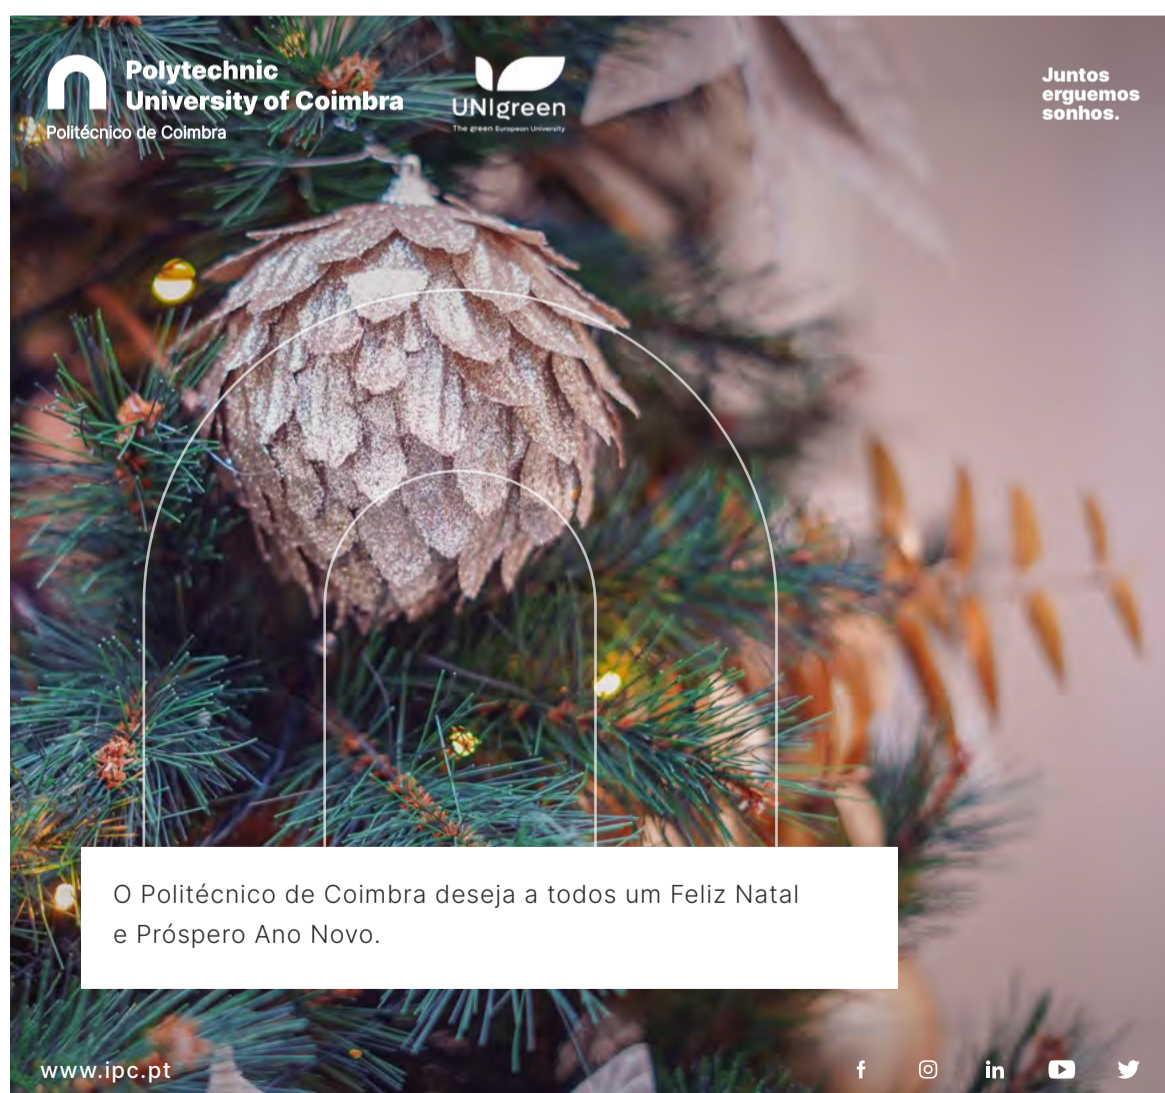 Polytechnic
University of Coimbra
Politécnico de Coimbra
UNIgreen
The green European University
Juntos
erguemos
sonhos.
O Politécnico de Coimbra deseja a todos um Feliz Natal
e Próspero Ano Novo.
www.ipc.pt